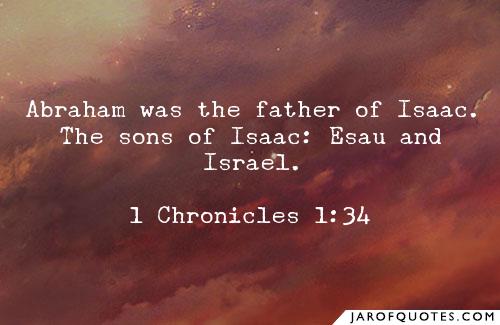 Abraham was the father of Isaac.
The sons of Isaac: Esau and
Israel.
1 Chronicles 1:34
JAROFQUOTES.COM